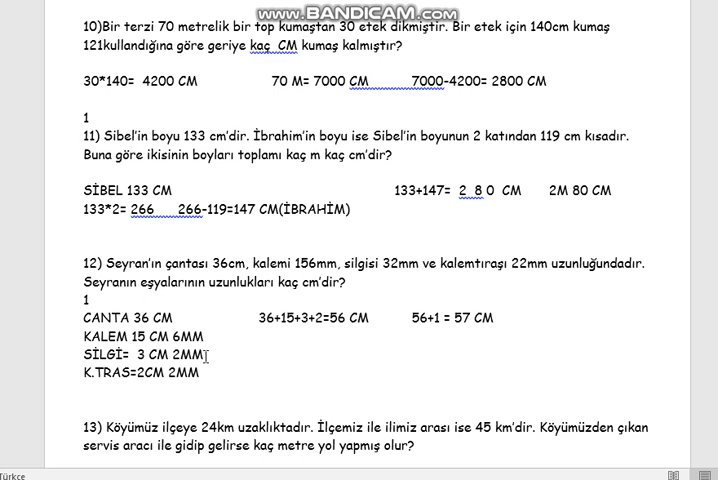 www.BANDICAM.com
10)Bir terzi 70 metrelik bir top kumaştan 30 etek dikmiştir. Bir etek için 140cm kumaş
121kullandığına göre geriye kaç CM kumaş kalmıştır?
30*140= 4200 CM 70 M= 7000 CM 7000-4200= 2800 CM
1
11) Sibel’in boyu 133 cm’dir. İbrahim’in boyu ise Sibel’in boyunun 2 katından 119 cm kısadır.
Buna göre ikisinin boyları toplamı kaç m kaç cm’dir?
SİBEL 133 CM 133+147= 2 8 0 CM 2M 80 CM
133*2= 266 266-119=147 CM(İBRAHİM)
12) Seyran’ın çantası 36cm, kalemi 156mm, silgisi 32mm ve kalemtıraşı 22mm uzunluğundadır.
Seyranın eşyalarının uzunlukları kaç cm’dir?
1
CANTA 36 CM 36+15+3+2=56 CM 56+1 = 57 CM
KALEM 15 CM 6MM
SİLGİ= 3 CM 2MM
K.TRAS=2CM 2MM
13) Köyümüz ilçeye 24km uzaklıktadır. İlçemiz ile ilimiz arası ise 45 km’dir. Köyümüzden çıkan
servis aracı ile gidip gelirse kaç metre yol yapmış olur?
Türkçe